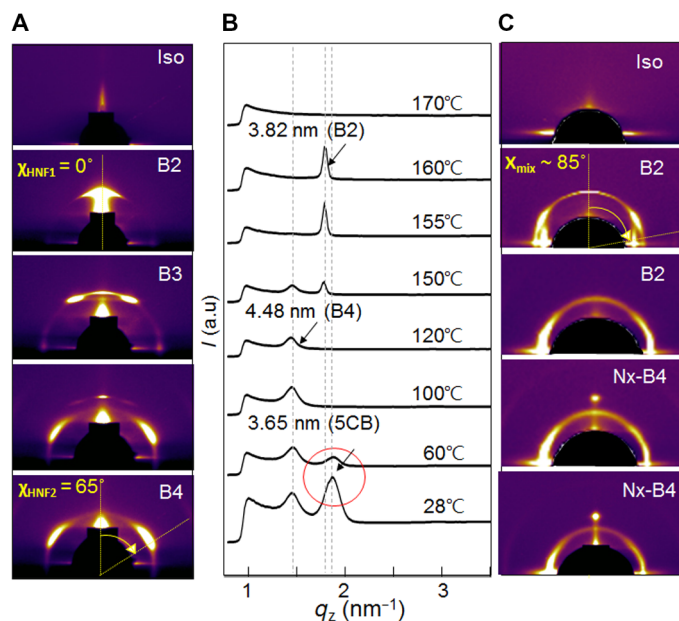 A
Iso
χHNF1 = 0°
B2
B3
χHNF2 = 65°
B4
B
170℃
3.82 nm (B2)
160℃
155℃
150℃
4.48 nm (B4)
120℃
100℃
3.65 nm (5CB)
60℃
28℃
I (a.u)
1 2 3
qz (nm⁻¹)
C
Iso
B2
Xmix ~ 85°
B2
Nx-B4
Nx-B4